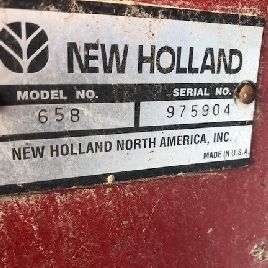 NEW HOLLAND
MODEL NO. SERIAL NO.
658 975904
NEW HOLLAND NORTH AMERICA, INC.
MADE IN U.S.A.